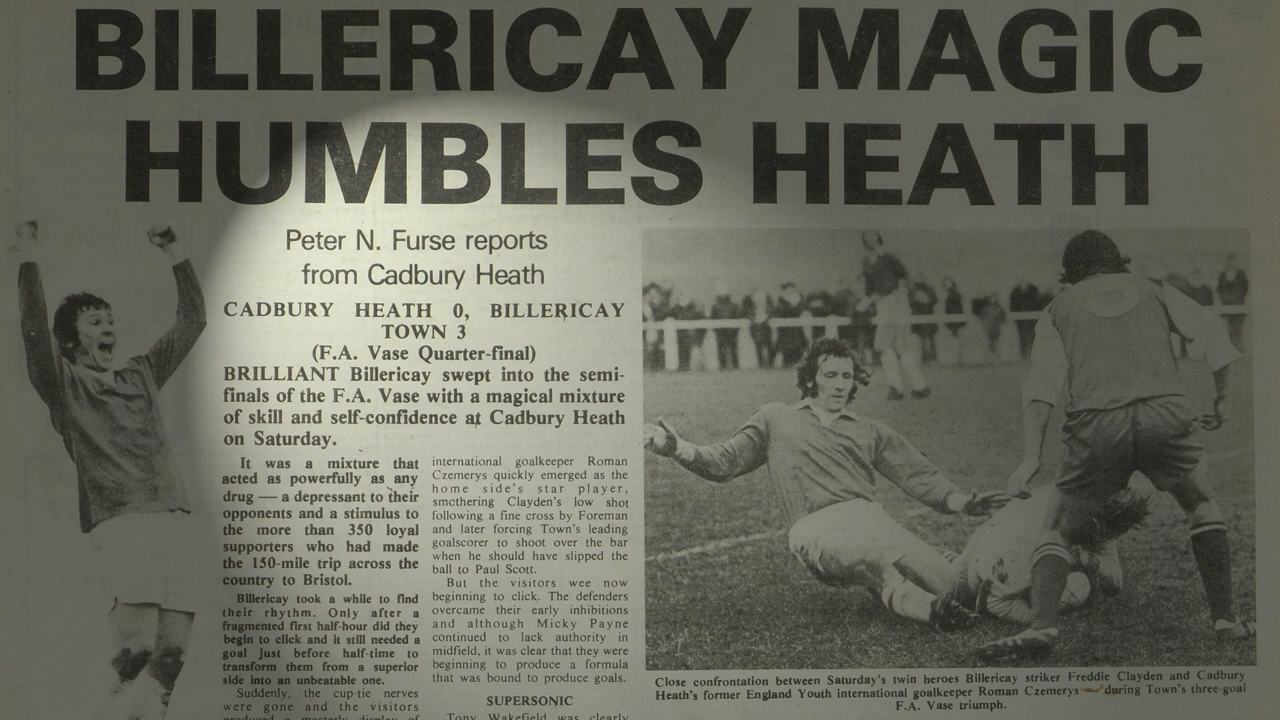 BILLERICAY MAGIC
HUMBLES HEATH
Peter N. Furse reports
from Cadbury Heath
CADBURY HEATH 0, BILLERICAY
TOWN 3
(F.A. Vase Quarter-final)
BRILLIANT Billericay swept into the semi-
finals of the F.A. Vase with a magical mixture
of skill and self-confidence at Cadbury Heath
on Saturday.
It was a mixture that
acted as powerfully as any
drug — a depressant to their
opponents and a stimulus to
the more than 350 loyal
supporters who had made
the 150-mile trip across the
country to Bristol.
Billericay took a while to find
their rhythm. Only after a
fragmented first half-hour did they
begin to click and it still needed a
goal just before half-time to
transform them from a superior
side into an unbeatable one.
Suddenly, the cup-tie nerves
were gone and the visitors
produced a masterly display of
international goalkeeper Roman
Czemerys quickly emerged as the
home side's star player,
smcthering Clayden's low shot
following a fine cross by Foreman
and later forcing Town's leading
goalscorer to shoot over the bar
when he should have slipped the
ball to Paul Scott.
But the visitors wee now
beginning to click. The defenders
overcame their early inhibitions
and although Micky Payne
continued to lack authority in
midfield, it was clear that they were
beginning to produce a formula
that was bound to produce goals.
SUPERSONIC
Tony Wakefield was clearly
Close confrontation between Saturday's twin heroes Billericay striker Freddie Clayden and Cadbury
Heath's former England Youth international goalkeeper Roman Czemerys — during Town's three-goal
F.A. Vase triumph.